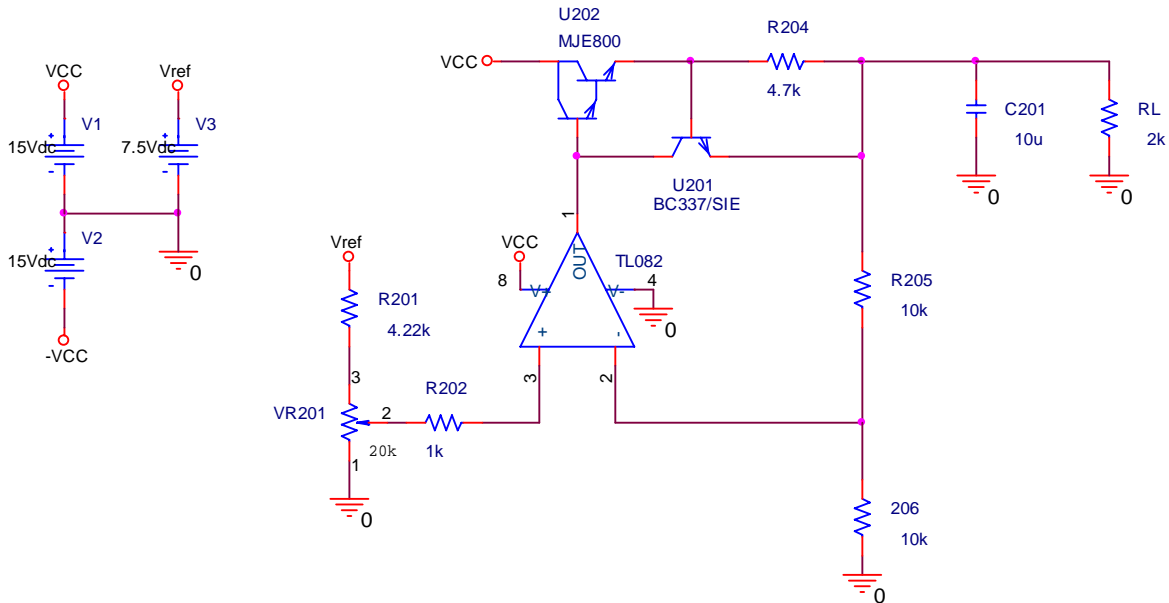 U202
MJE800
R204
4.7k
VCC
VCC
Vref
V1
15Vdc
V3
7.5Vdc
+
-
+
-
C201
10u
RL
2k
0
0
U201
BC337/SIE
V2
15Vdc
+
-
0
-VCC
1
VCC
OUT
TL082
8
V+
V-
4
0
+
-
3
2
Vref
R201
4.22k
3
VR201
2
20k
1
0
R202
1k
R205
10k
206
10k
0